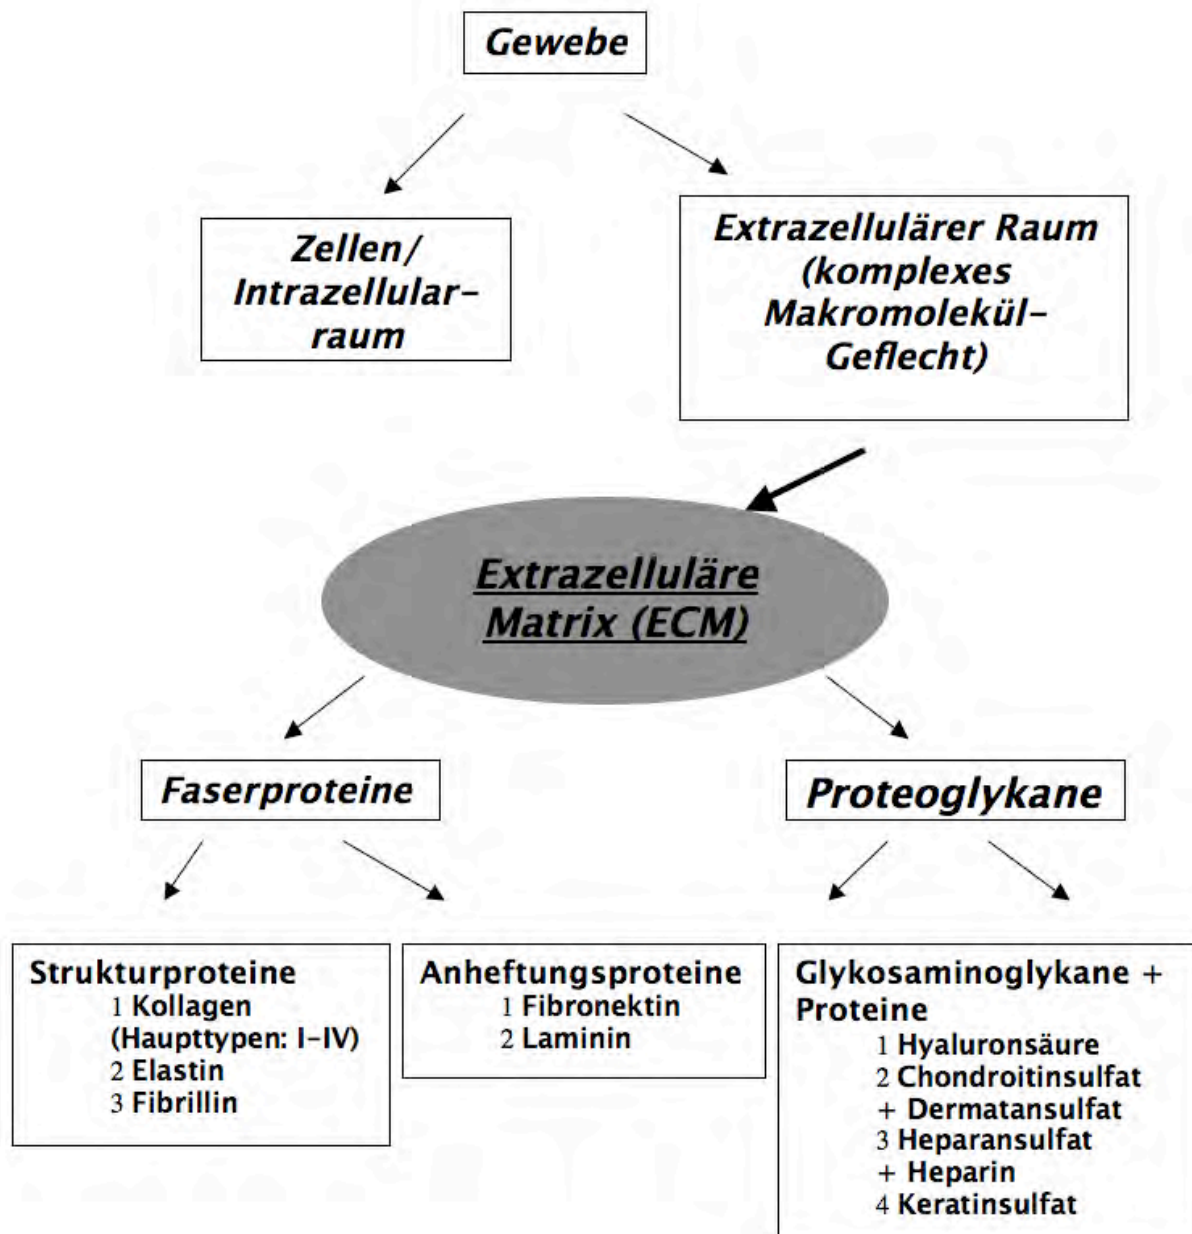 Gewebe
Zellen/
Intrazellular-
raum
Extrazellulärer Raum
(komplexes
Makromolekül-
Geflecht)
Extrazelluläre
Matrix (ECM)
Faserproteine
Proteoglykane
Strukturproteine
1 Kollagen
(Haupttypen: I-IV)
2 Elastin
3 Fibrillin
Anheftungsproteine
1 Fibronektin
2 Laminin
Glykosaminoglykane +
Proteine
1 Hyaluronsäure
2 Chondroitinsulfat
+ Dermatansulfat
3 Heparansulfat
+ Heparin
4 Keratinsulfat